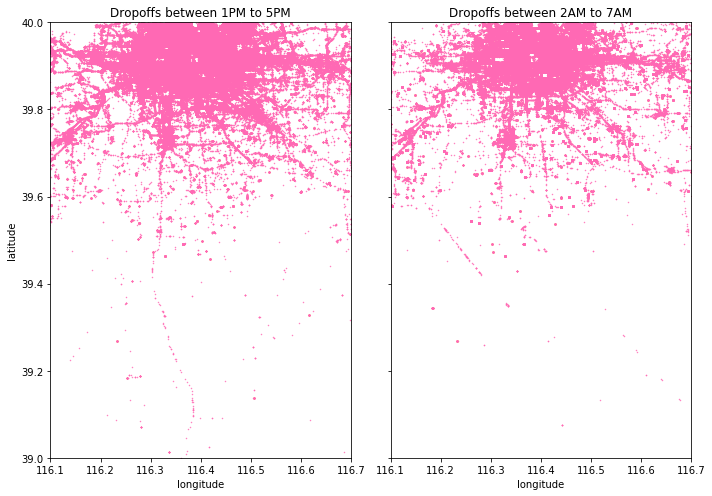 Dropoffs between 1PM to 5PM
Dropoffs between 2AM to 7AM
40.0
39.8
39.6
39.4
39.2
39.0
latitude
116.1 116.2 116.3 116.4 116.5 116.6 116.7
116.1 116.2 116.3 116.4 116.5 116.6 116.7
longitude
longitude